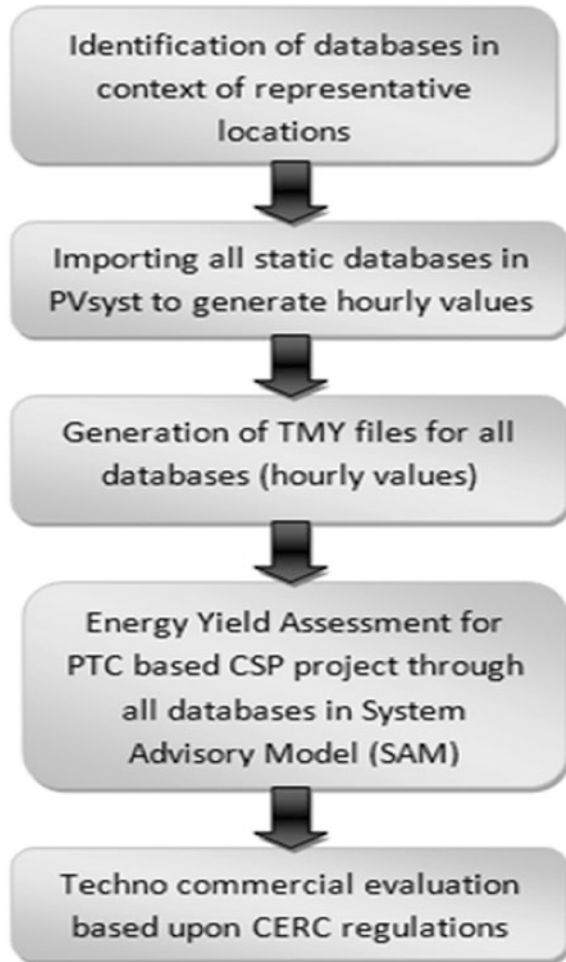 Identification of databases in
context of representative
locations
Importing all static databases in
PVsyst to generate hourly values
Generation of TMY files for all
databases (hourly values)
Energy Yield Assessment for
PTC based CSP project through
all databases in System
Advisory Model (SAM)
Techno commercial evaluation
based upon CERC regulations